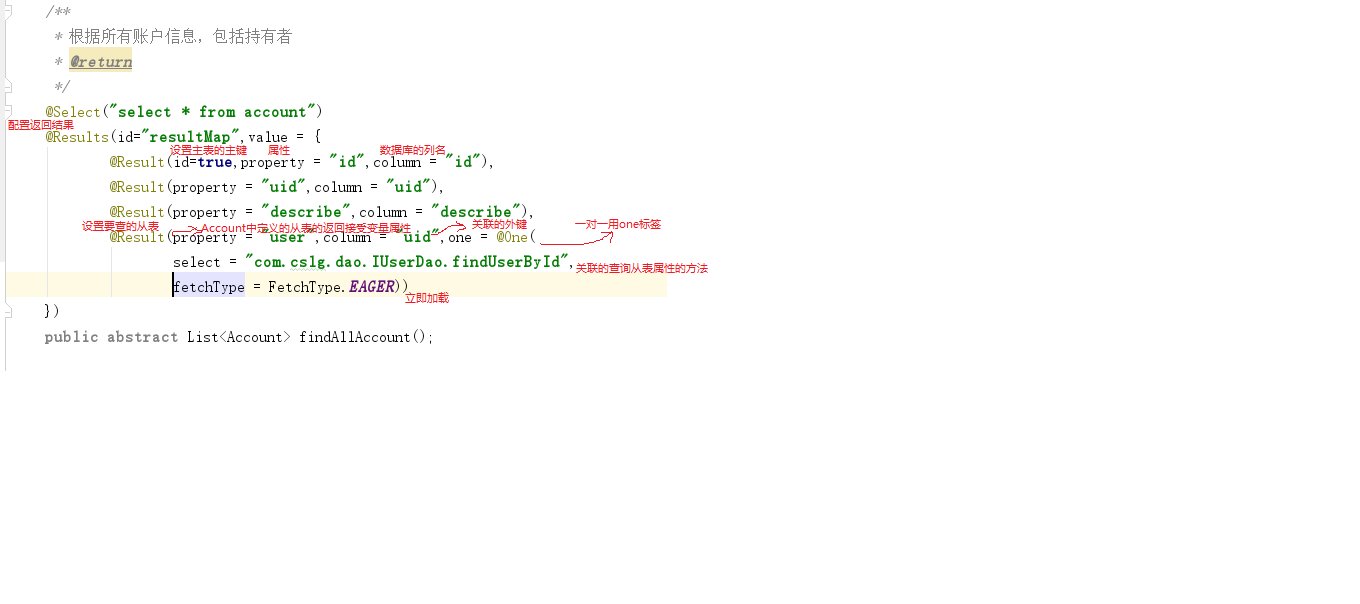 /**
* 根据所有账户信息，包括持有者
* @return
*/
@Select("select * from account")
配置返回结果
@Results(id="resultMap",value = {
设置主表的主键 属性 数据库的列名
@Result(id=true,property = "id",column = "id"),
@Result(property = "uid",column = "uid"),
@Result(property = "describe",column = "describe"),
设置要查的从表 Account中定义的从表的返回接受变量属性 关联的外键 一对一用one标签
@Result(property = "user",column = "uid",one = @One(
select = "com.cslg.dao.IUserDao.findUserById",
关联的查询从表属性的方法
fetchType = FetchType.EAGER))
立即加载
})
public abstract List<Account> findAllAccount();